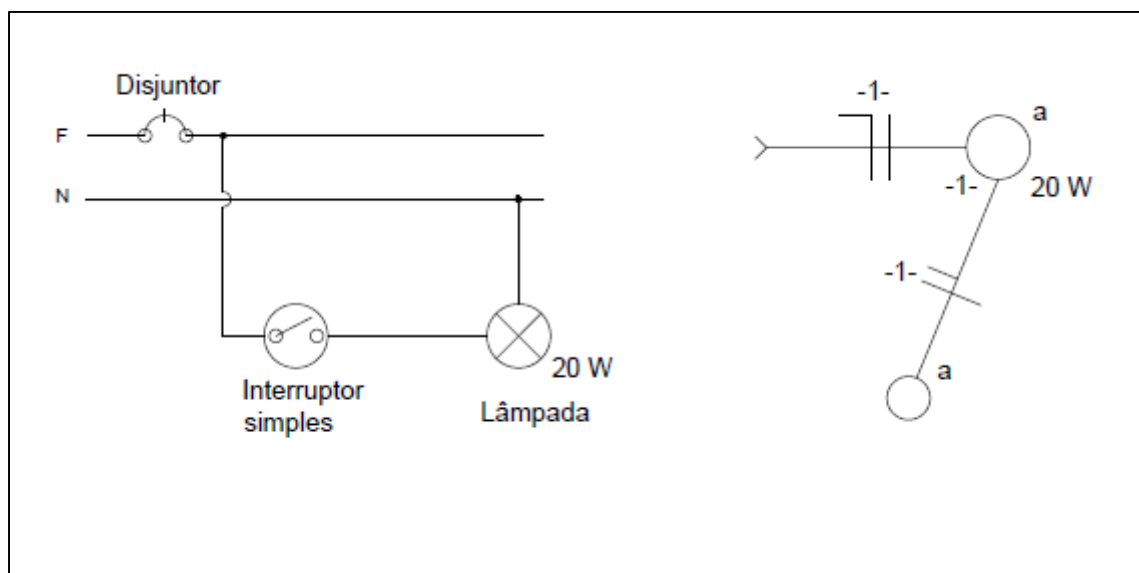 Disjuntor
F
N
Interruptor
simples
20 W
Lâmpada
-1-
a
-1-
20 W
-1-
a